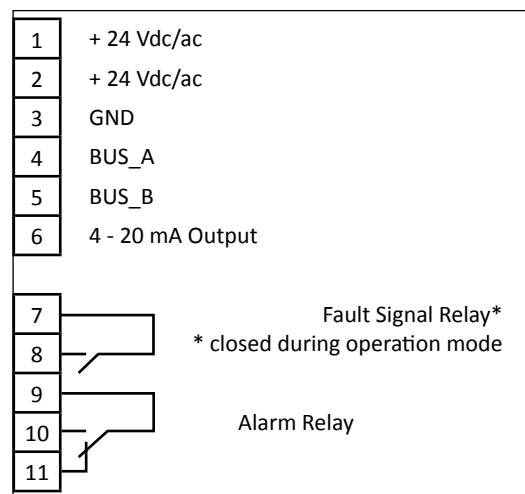 1 + 24 Vdc/ac
2 + 24 Vdc/ac
3 GND
4 BUS_A
5 BUS_B
6 4 - 20 mA Output
7 Fault Signal Relay*
8 * closed during operation mode
9
10 Alarm Relay
11